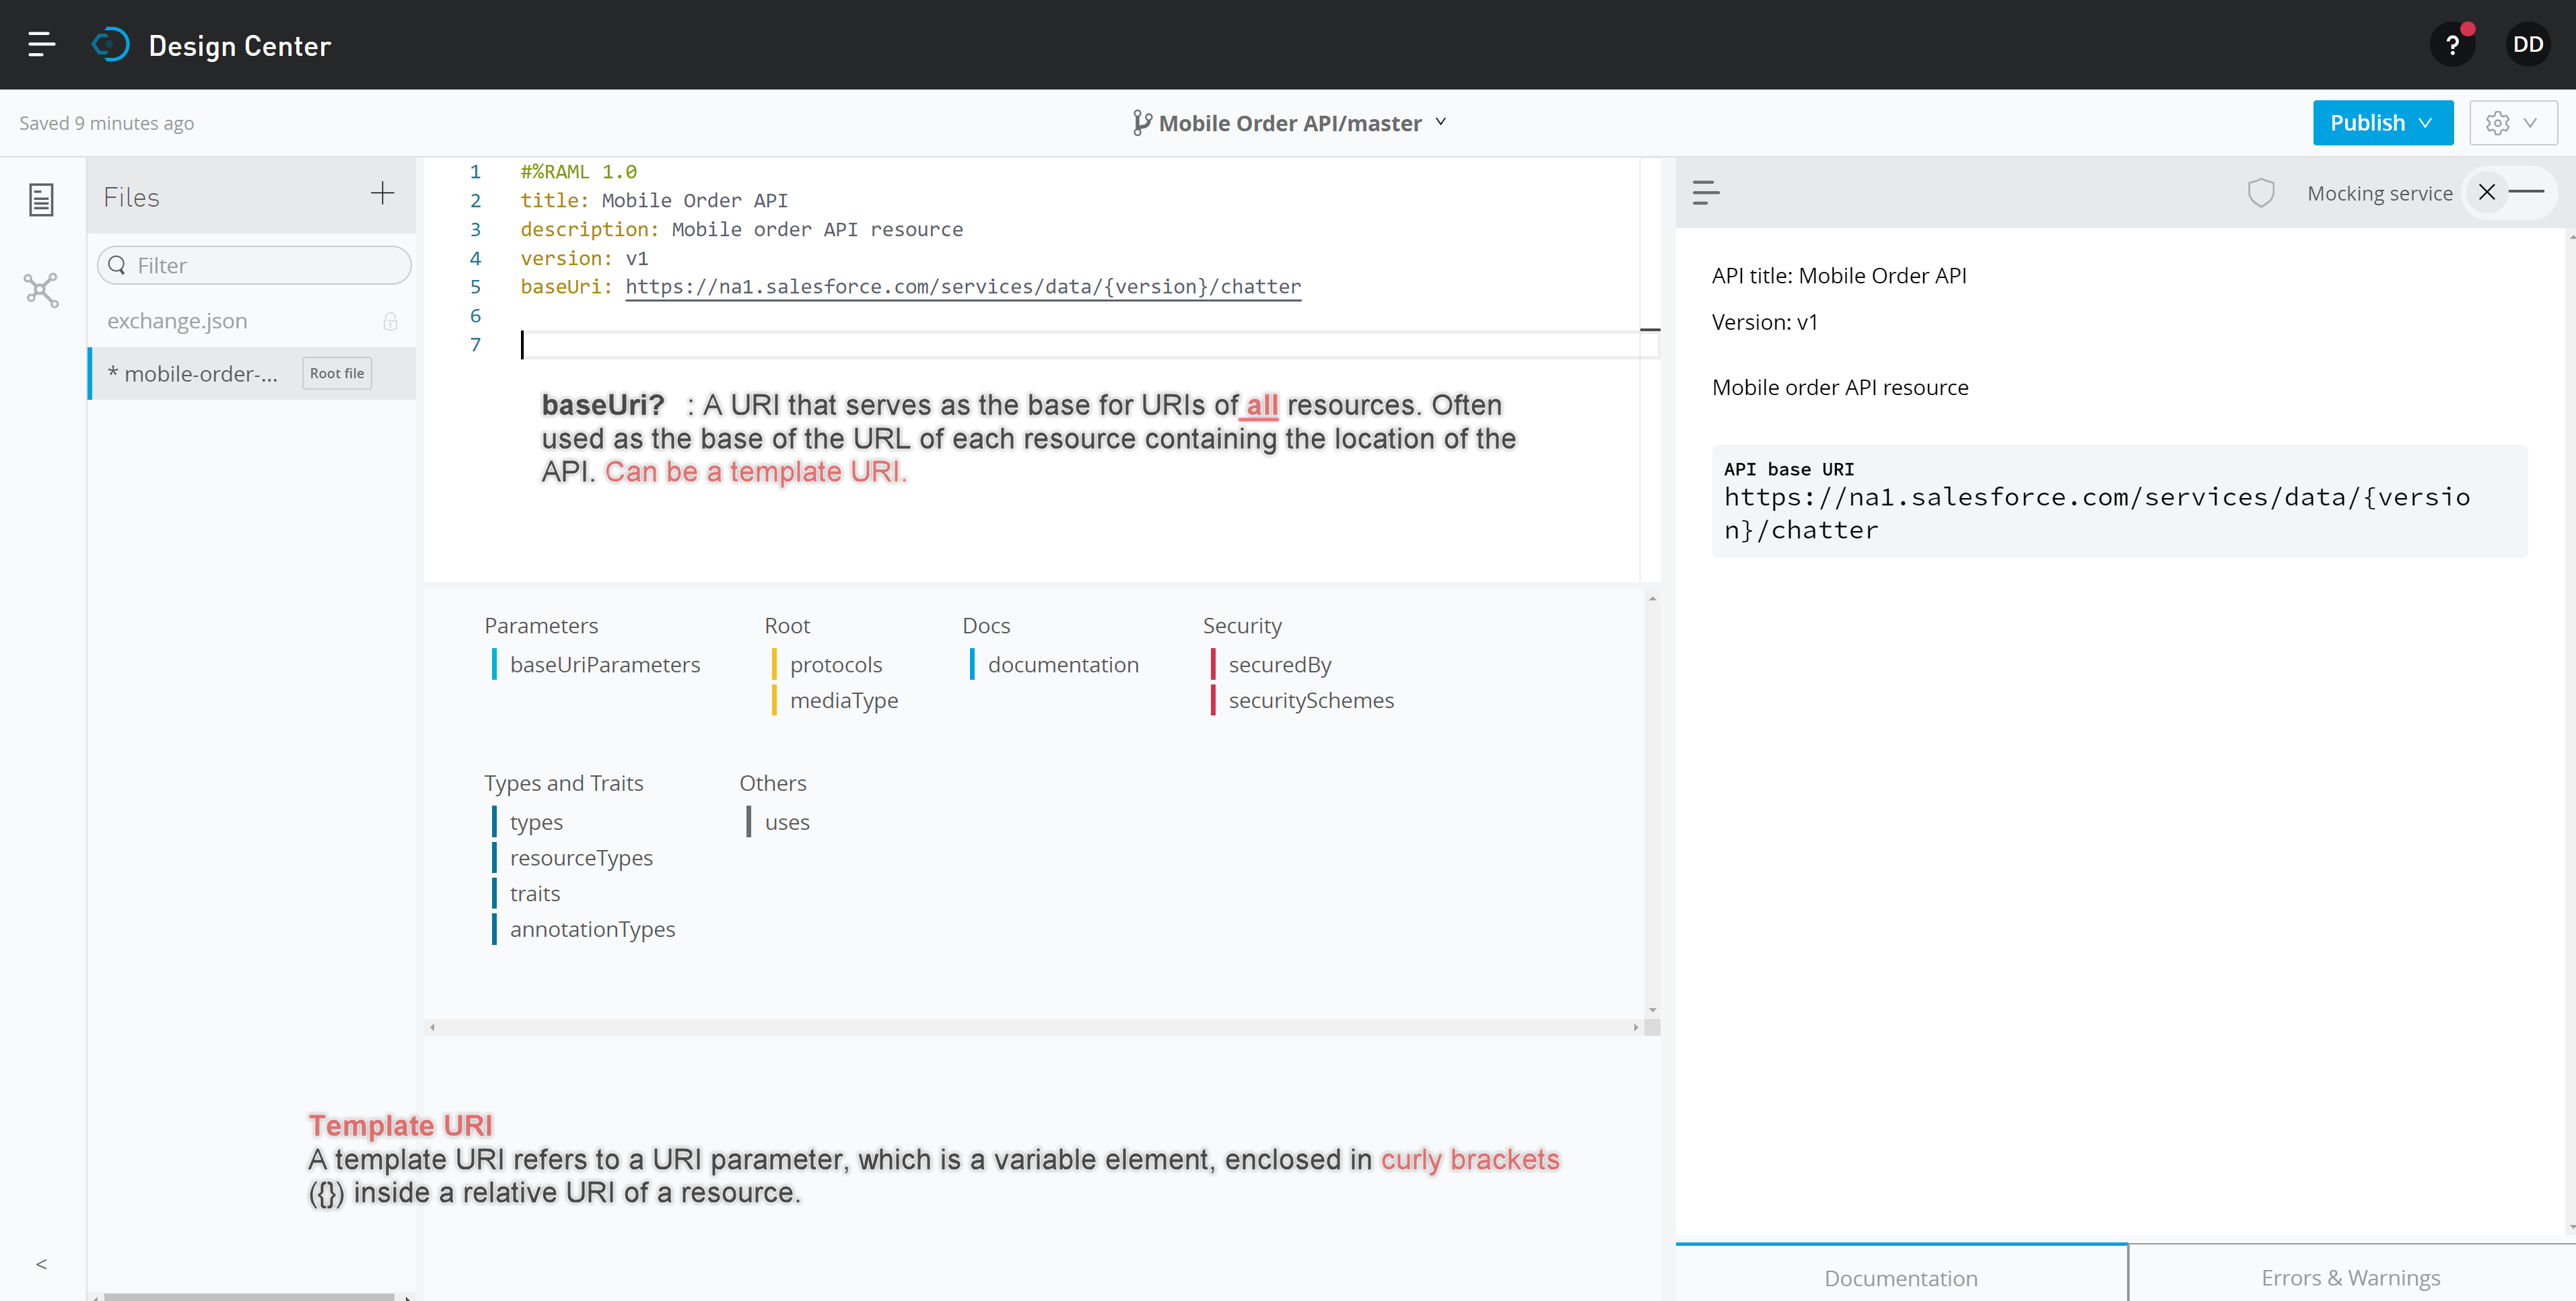 Design Center
?
DD
Saved 9 minutes ago
Mobile Order API/master
Publish
Files
Filter
exchange.json
* mobile-order-...
Root file
1 #%RAML 1.0
2 title: Mobile Order API
3 description: Mobile order API resource
4 version: v1
5 baseUri: https://na1.salesforce.com/services/data/{version}/chatter
6
7
baseUri? : A URI that serves as the base for URIs of all resources. Often
used as the base of the URL of each resource containing the location of the
API. Can be a template URI.
Parameters
baseUriParameters
Root
protocols
mediaType
Docs
documentation
Security
securedBy
securitySchemes
Types and Traits
types
resourceTypes
traits
annotationTypes
Others
uses
Template URI
A template URI refers to a URI parameter, which is a variable element, enclosed in curly brackets
({}) inside a relative URI of a resource.
<
Mocking service
API title: Mobile Order API
Version: v1
Mobile order API resource
API base URI
https://na1.salesforce.com/services/data/{versio
n}/chatter
Documentation
Errors & Warnings